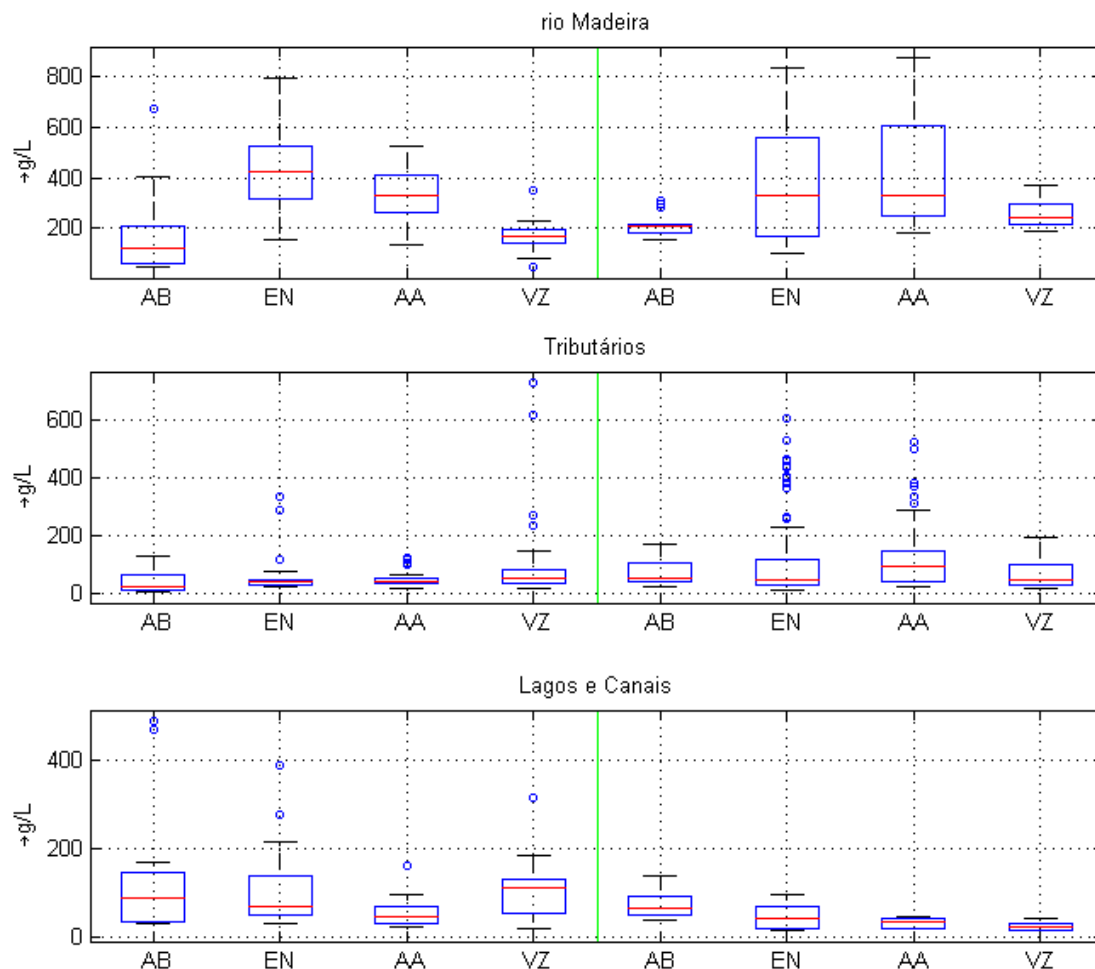 rio Madeira
→g/L
800
600
400
200
AB EN AA VZ AB EN AA VZ
Tributários
→g/L
600
400
200
0
AB EN AA VZ AB EN AA VZ
Lagos e Canais
→g/L
400
200
0
AB EN AA VZ AB EN AA VZ